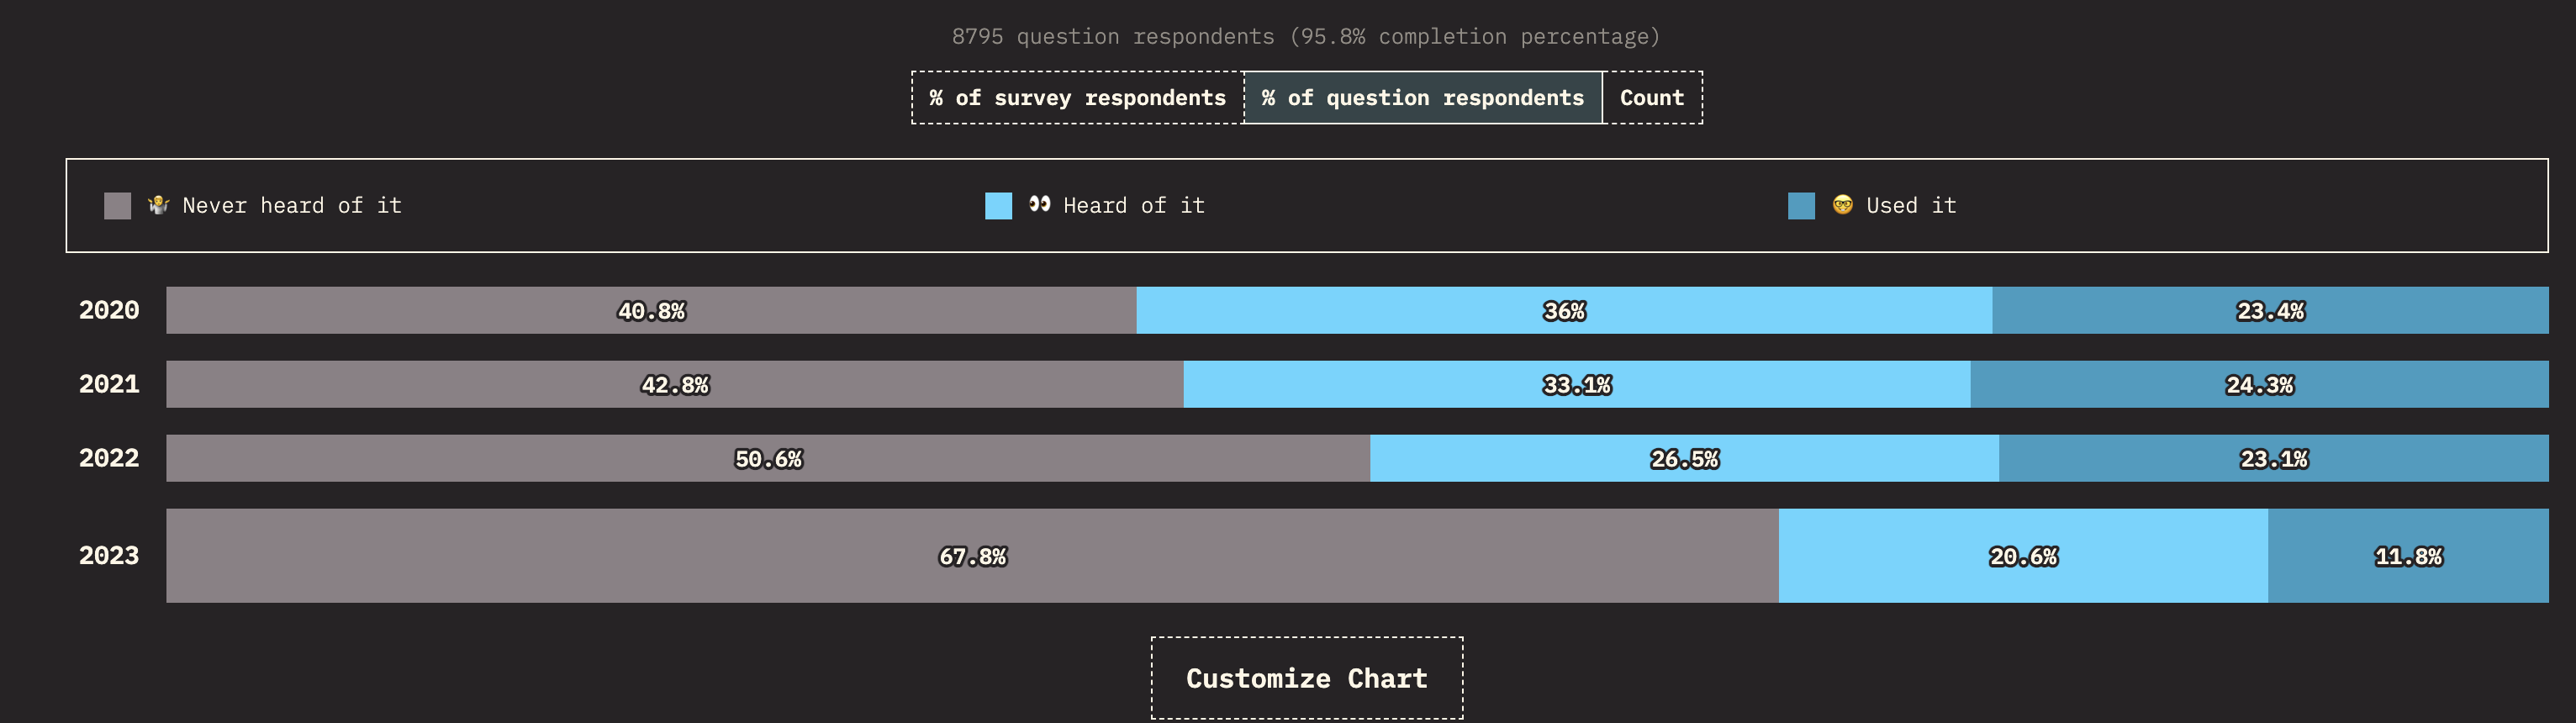 8795 question respondents (95.8% completion percentage)
% of survey respondents % of question respondents Count
🤷 Never heard of it 👀 Heard of it 🤓 Used it
2020 40.8% 36% 23.4%
2021 42.8% 33.1% 24.3%
2022 50.6% 26.5% 23.1%
2023 67.8% 20.6% 11.8%
Customize Chart